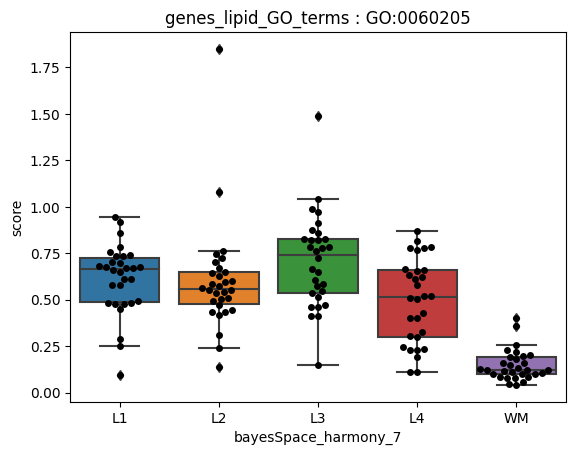 genes_lipid_GO_terms : GO:0060205
1.75
1.50
1.25
1.00
0.75
0.50
0.25
0.00
score
L1 L2 L3 L4 WM
bayesSpace_harmony_7